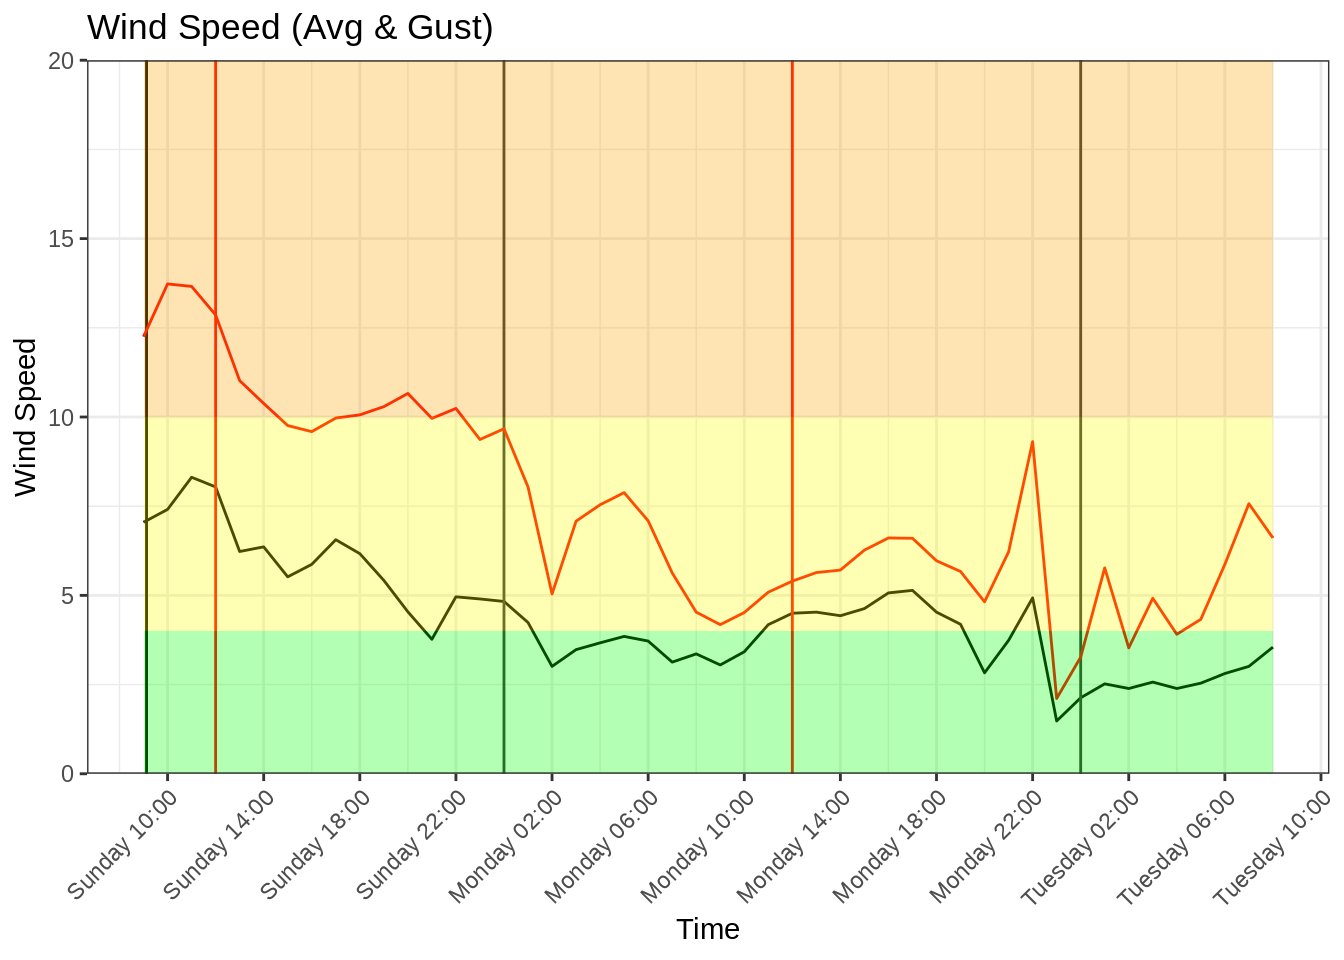 Wind Speed (Avg & Gust)
20
15
10
5
0
Wind Speed
Sunday 10:00
Sunday 14:00
Sunday 18:00
Sunday 22:00
Monday 02:00
Monday 06:00
Monday 10:00
Monday 14:00
Monday 18:00
Monday 22:00
Tuesday 02:00
Tuesday 06:00
Tuesday 10:00
Time